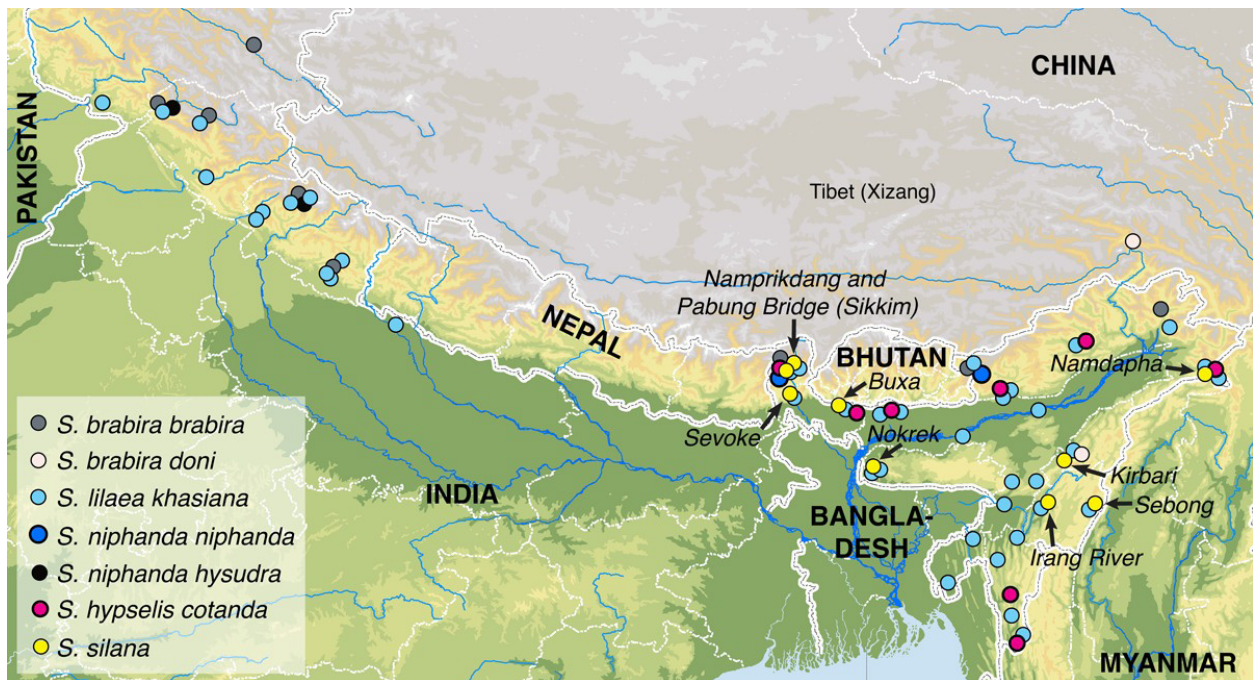 CHINA
PAKISTAN
Tibet (Xizang)
Namprikdang and
Pabung Bridge (Sikkim)
NEPAL
BHUTAN
Namdapha
Buxa
Sevoke
Nokrek
INDIA
Kirbari
BANGLA-
DESH
Sebong
Irang River
MYANMAR
S. brabira brabira
S. brabira doni
S. lilaea khasiana
S. niphanda niphanda
S. niphanda hysudra
S. hypselis cotanda
S. silana